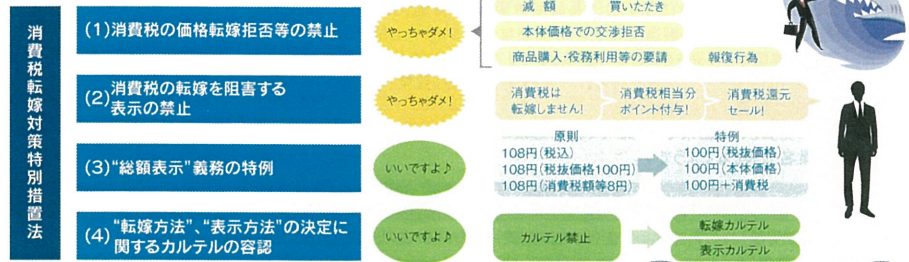 消費税転嫁対策特別措置法
(1)消費税の価格転嫁拒否等の禁止
やっちゃダメ!
減 額
買いたたき
本体価格での交渉拒否
商品購入・役務利用等の要請
報復行為
(2)消費税の転嫁を阻害する
表示の禁止
やっちゃダメ!
消費税は
転嫁しません!
消費税相当分
ポイント付与!
消費税還元
セール!
(3)“総額表示”義務の特例
いいですよ♪
原則
108円(税込)
108円(税抜価格100円)
108円(消費税額等8円)
特例
100円(税抜価格)
100円(本体価格)
100円+消費税
(4)“転嫁方法”、“表示方法”の決定に
関するカルテルの容認
いいですよ♪
カルテル禁止
転嫁カルテル
表示カルテル